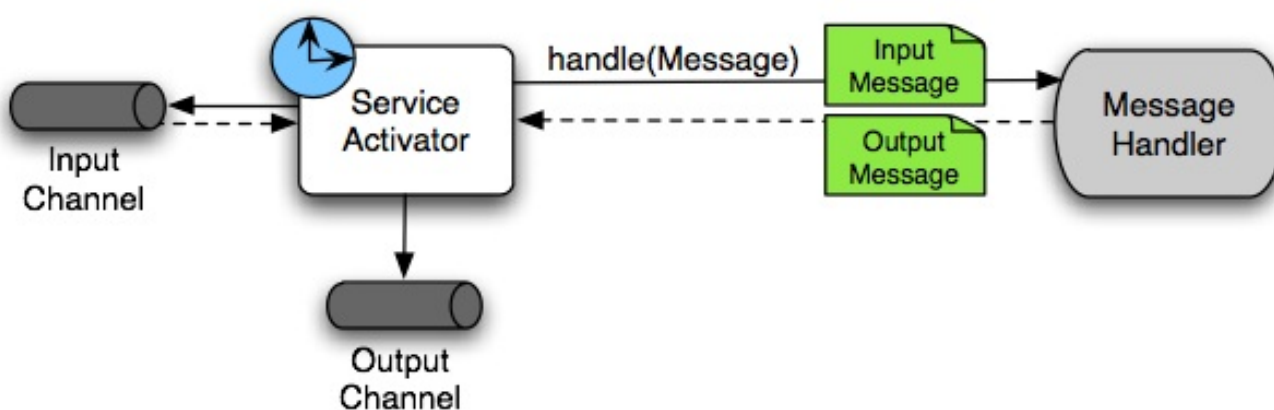 handle(Message)
Input
Message
Service
Activator
Message
Handler
Output
Message
Input
Channel
Output
Channel